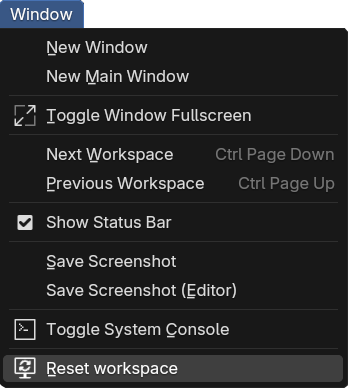 Window
New Window
New Main Window
Toggle Window Fullscreen
Next Workspace Ctrl Page Down
Previous Workspace Ctrl Page Up
Show Status Bar
Save Screenshot
Save Screenshot (Editor)
Toggle System Console
Reset workspace